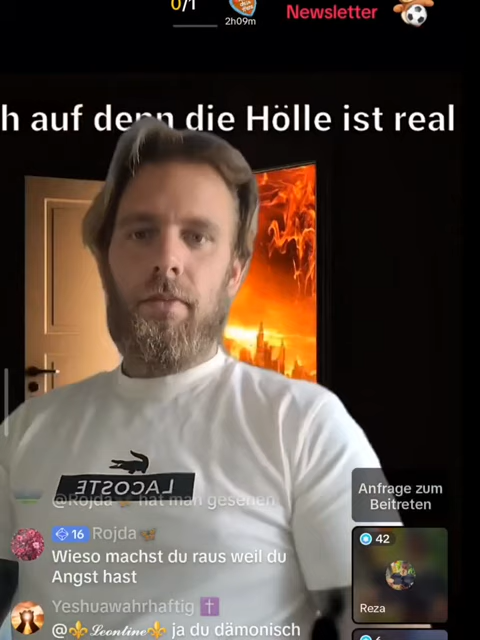 0/1
2h09m
Newsletter
h auf denn die Hölle ist real
LACOSTE
@Rojda hat man gesehen
Anfrage zum
Beitreten
16 Rojda
42
Wieso machst du raus weil du
Angst hast
Reza
Yeshuawahrhaftig
@⚜️𝓛𝓮𝓸𝓷𝓽𝓲𝓷𝓮⚜️ ja du dämonisch